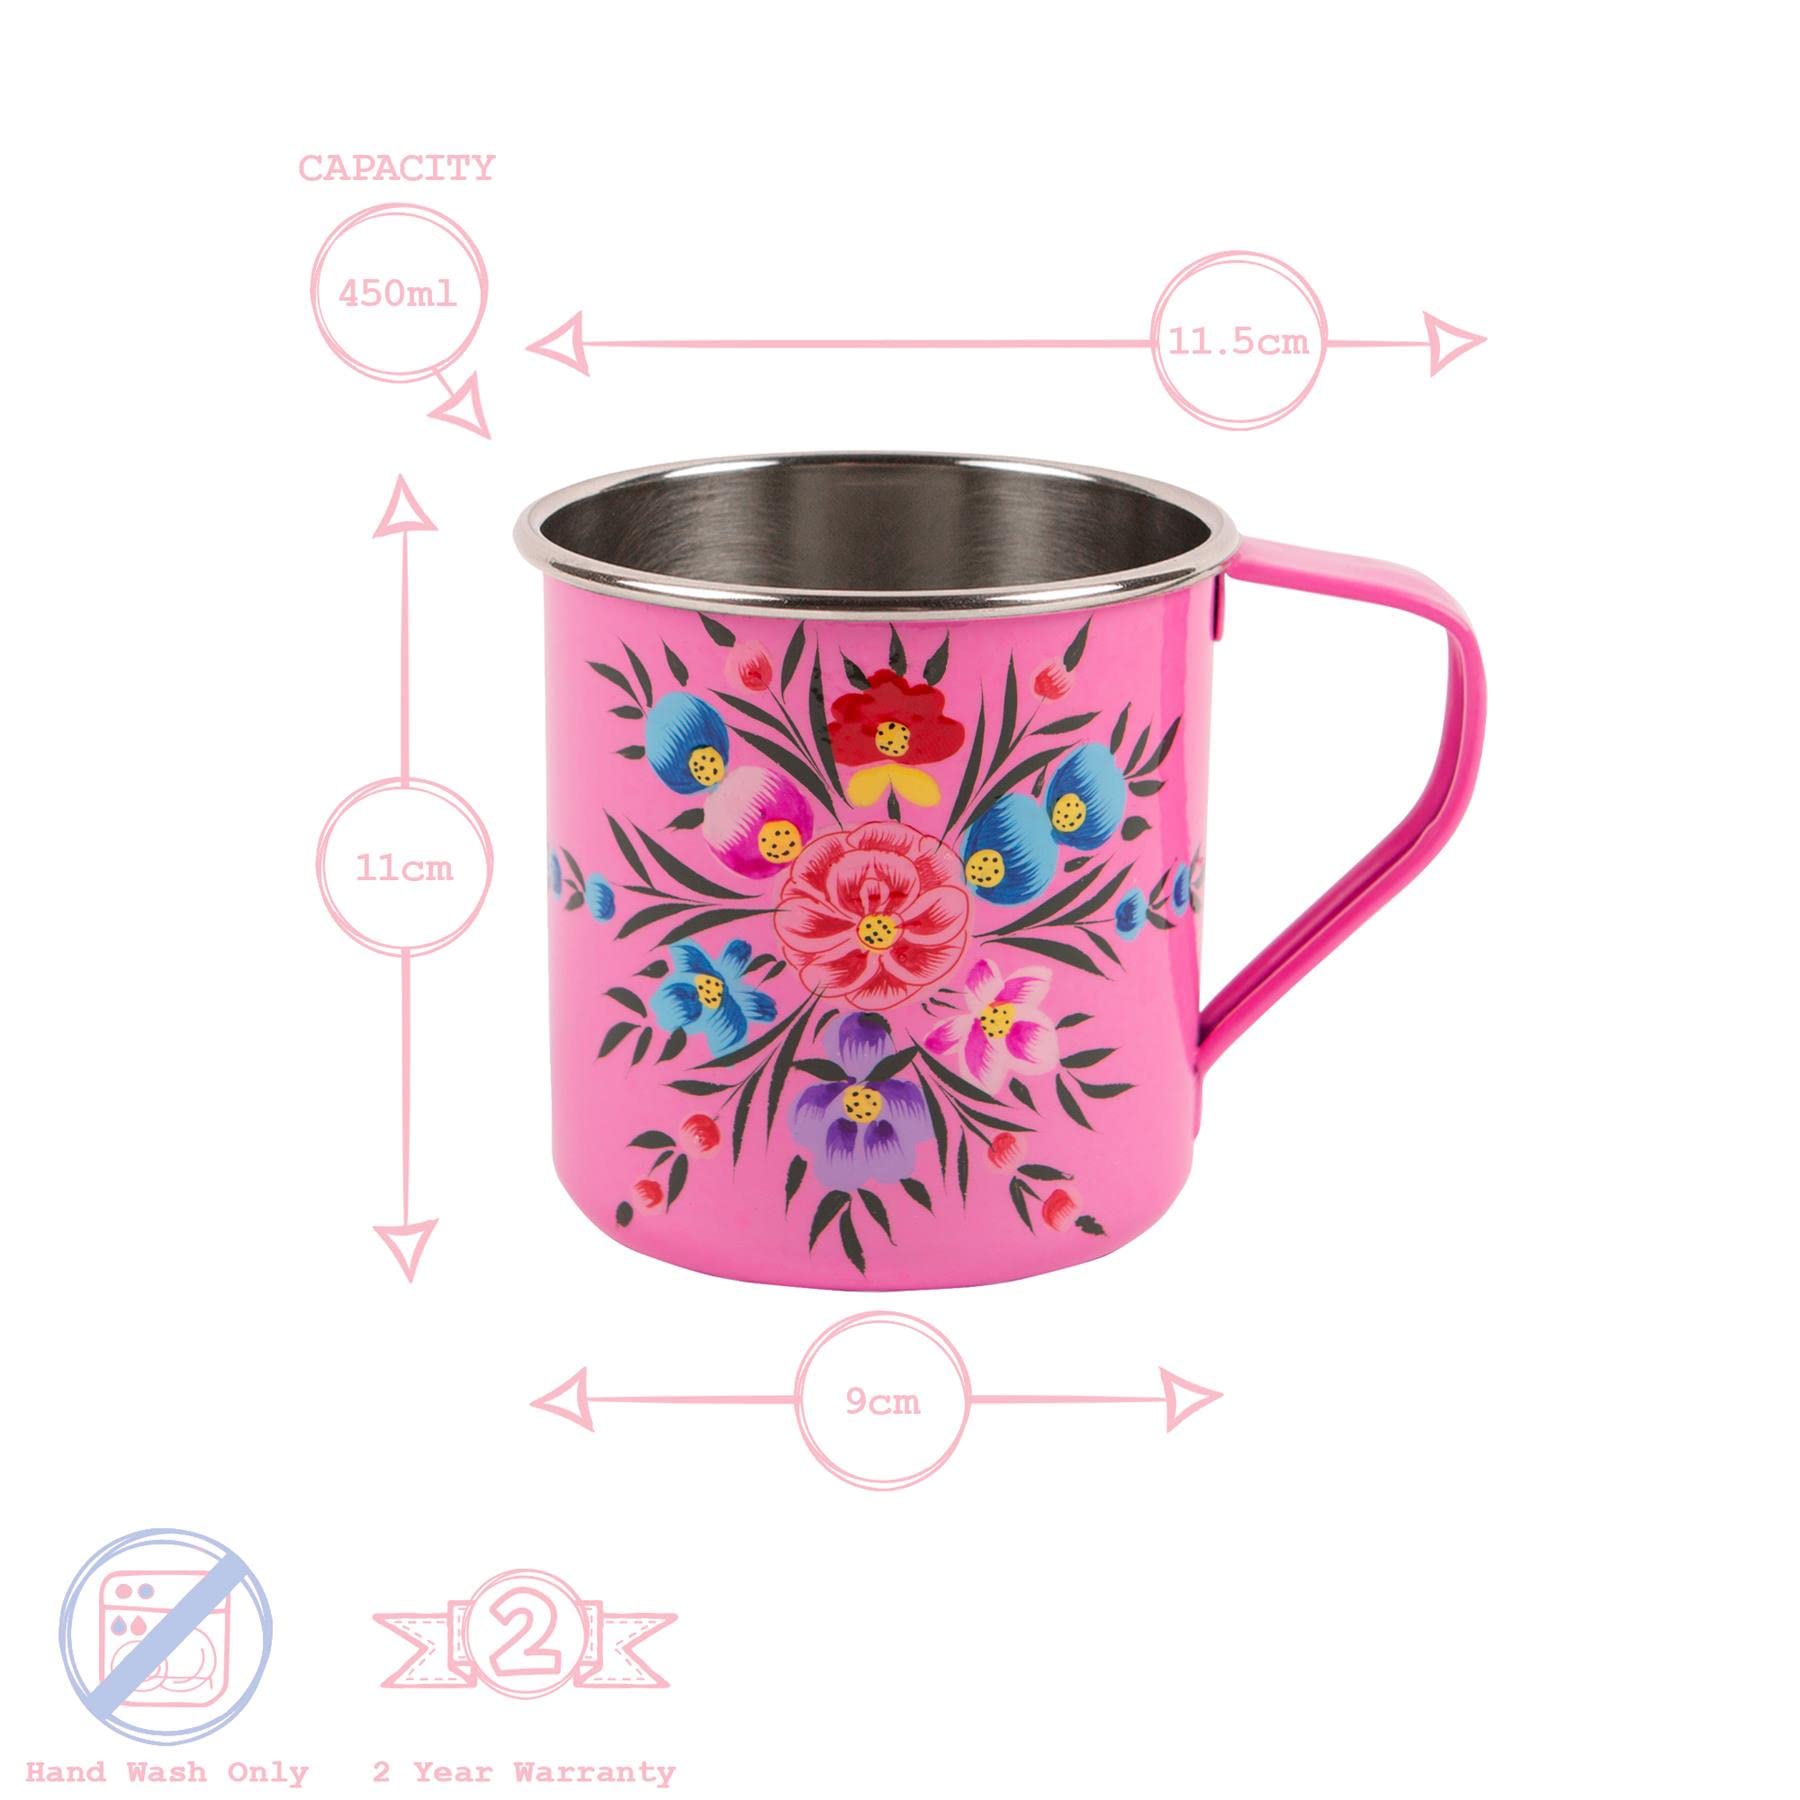 CAPACITY
450ml
11.5cm
11cm
9cm
2
Hand Wash Only
2 Year Warranty